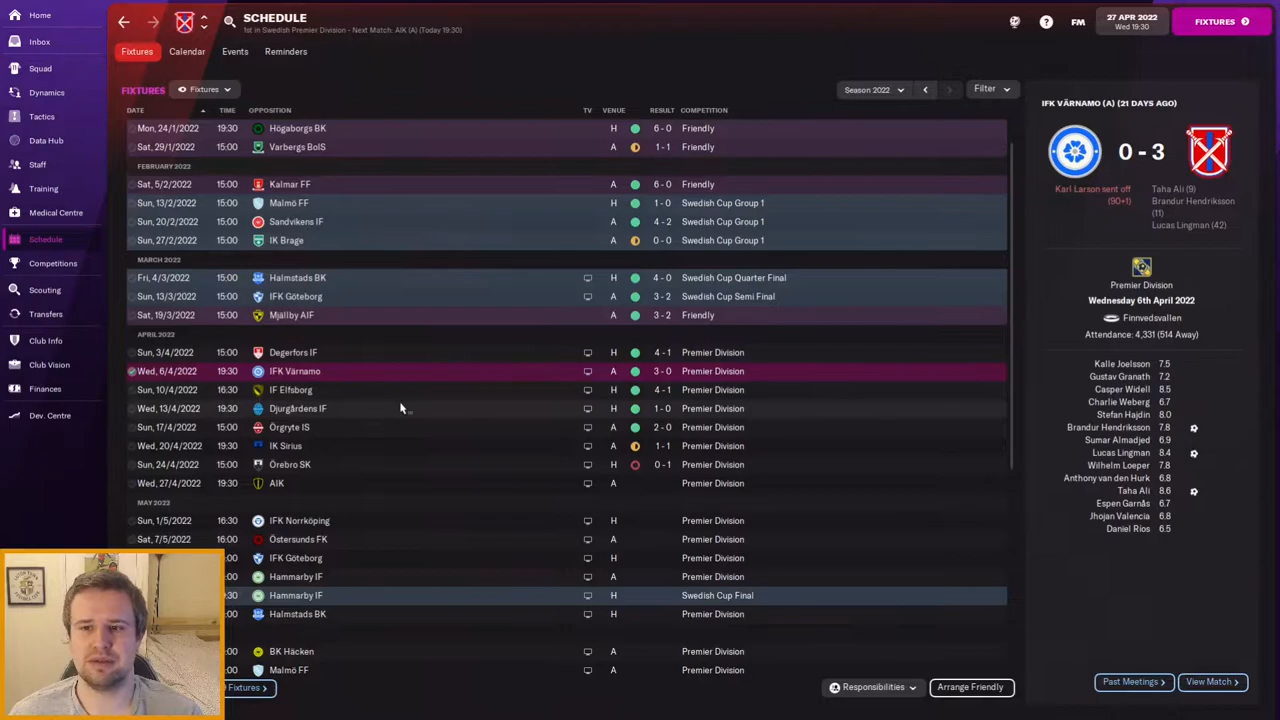 Home
Inbox
Squad
Dynamics
Tactics
Data Hub
Staff
Training
Medical Centre
Schedule
Competitions
Scouting
Transfers
Club Info
Club Vision
Finances
Dev. Centre
SCHEDULE
1st in Swedish Premier Division - Next Match: AIK (A) (Today 19:30)
FM
27 APR 2022
Wed 19:30
FIXTURES
Fixtures Calendar Events Reminders
FIXTURES Fixtures Season 2022 Filter
DATE TIME OPPOSITION TV VENUE RESULT COMPETITION
Mon, 24/1/2022 19:30 Högaborgs BK H 6 - 0 Friendly
Sat, 29/1/2022 15:00 Varbergs BoIS A 1 - 1 Friendly
FEBRUARY 2022
Sat, 5/2/2022 15:00 Kalmar FF A 6 - 0 Friendly
Sun, 13/2/2022 15:00 Malmö FF H 1 - 0 Swedish Cup Group 1
Sun, 20/2/2022 15:00 Sandvikens IF A 4 - 2 Swedish Cup Group 1
Sun, 27/2/2022 15:00 IK Brage A 0 - 0 Swedish Cup Group 1
MARCH 2022
Fri, 4/3/2022 15:00 Halmstads BK H 4 - 0 Swedish Cup Quarter Final
Sun, 13/3/2022 15:00 IFK Göteborg A 3 - 2 Swedish Cup Semi Final
Sat, 19/3/2022 15:00 Mjällby AIF A 3 - 2 Friendly
APRIL 2022
Sun, 3/4/2022 15:00 Degerfors IF H 4 - 1 Premier Division
Wed, 6/4/2022 19:30 IFK Värnamo A 3 - 0 Premier Division
Sun, 10/4/2022 16:30 IF Elfsborg H 4 - 1 Premier Division
Wed, 13/4/2022 19:30 Djurgårdens IF H 1 - 0 Premier Division
Sun, 17/4/2022 15:00 Örgryte IS A 2 - 0 Premier Division
Wed, 20/4/2022 19:30 IK Sirius A 1 - 1 Premier Division
Sun, 24/4/2022 15:00 Örebro SK H 0 - 1 Premier Division
Wed, 27/4/2022 19:30 AIK A Premier Division
MAY 2022
Sun, 1/5/2022 16:30 IFK Norrköping H Premier Division
Sat, 7/5/2022 16:00 Östersunds FK A Premier Division
:00 IFK Göteborg H Premier Division
:00 Hammarby IF A Premier Division
:30 Hammarby IF H Swedish Cup Final
:00 Halmstads BK H Premier Division
:00 BK Häcken A Premier Division
:00 Malmö FF A Premier Division
Fixtures Responsibilities Arrange Friendly
IFK VÄRNAMO (A) (21 DAYS AGO)
0 - 3
Karl Larson sent off
(90+1)
Taha Ali (9)
Brandur Hendriksson
(11)
Lucas Lingman (42)
Premier Division
Wednesday 6th April 2022
Finnvedsvallen
Attendance: 4,331 (514 Away)
Kalle Joelsson 7.5
Gustav Granath 7.2
Casper Widell 8.5
Charlie Weberg 6.7
Stefan Hajdin 8.0
Brandur Hendriksson 7.8
Sumar Almadjed 6.9
Lucas Lingman 8.4
Wilhelm Loeper 7.8
Anthony van den Hurk 6.8
Taha Ali 8.6
Espen Garnås 6.7
Jhojan Valencia 6.8
Daniel Ríos 6.5
Past Meetings View Match